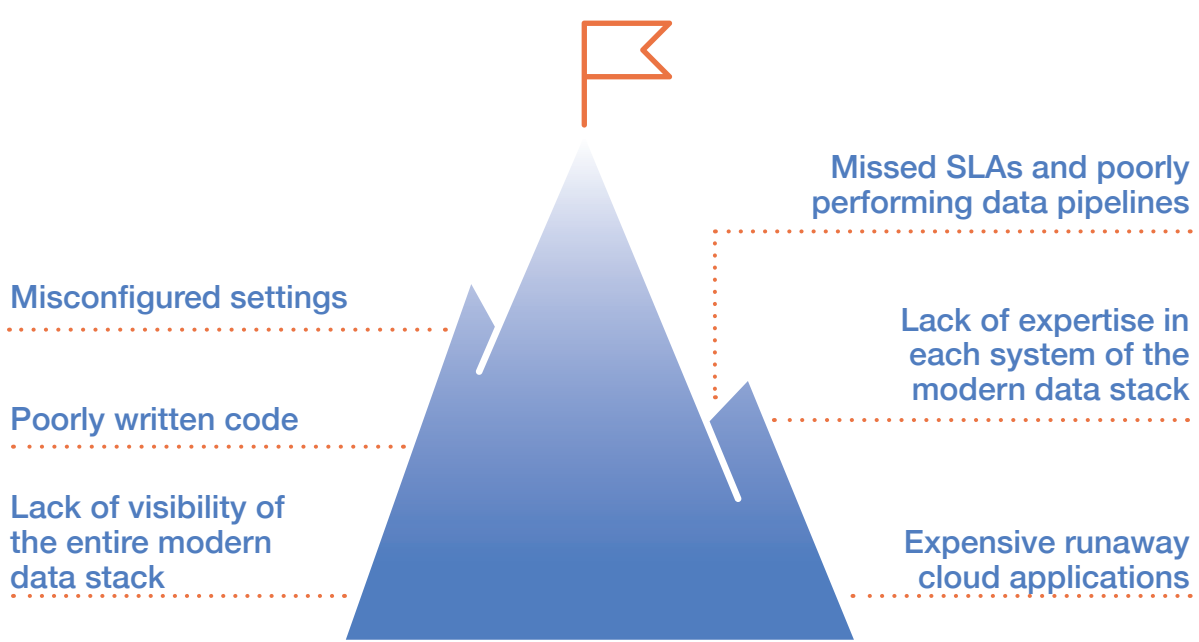 Misconfigured settings
Poorly written code
Lack of visibility of
the entire modern
data stack
Missed SLAs and poorly
performing data pipelines
Lack of expertise in
each system of the
modern data stack
Expensive runaway
cloud applications